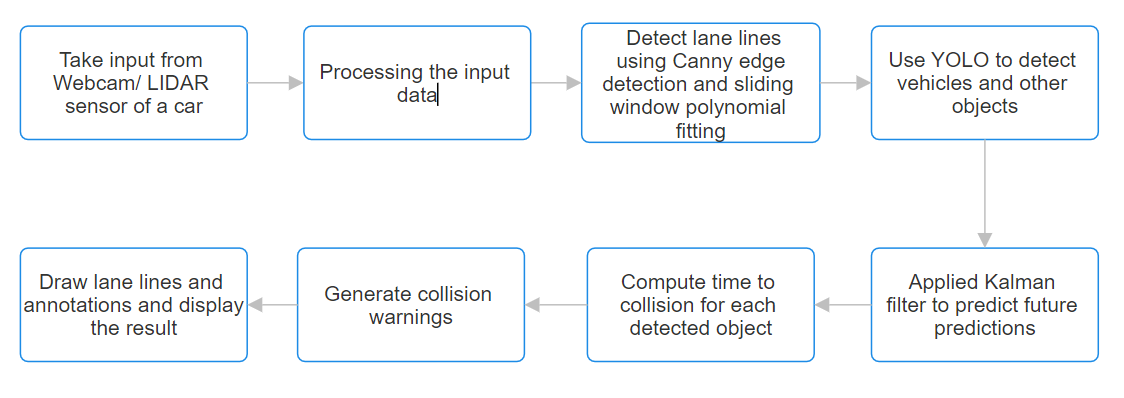 Take input from
Webcam/ LIDAR
sensor of a car
Processing the input
data
Detect lane lines
using Canny edge
detection and sliding
window polynomial
fitting
Use YOLO to detect
vehicles and other
objects
Draw lane lines and
annotations and display
the result
Generate collision
warnings
Compute time to
collision for each
detected object
Applied Kalman
filter to predict future
predictions